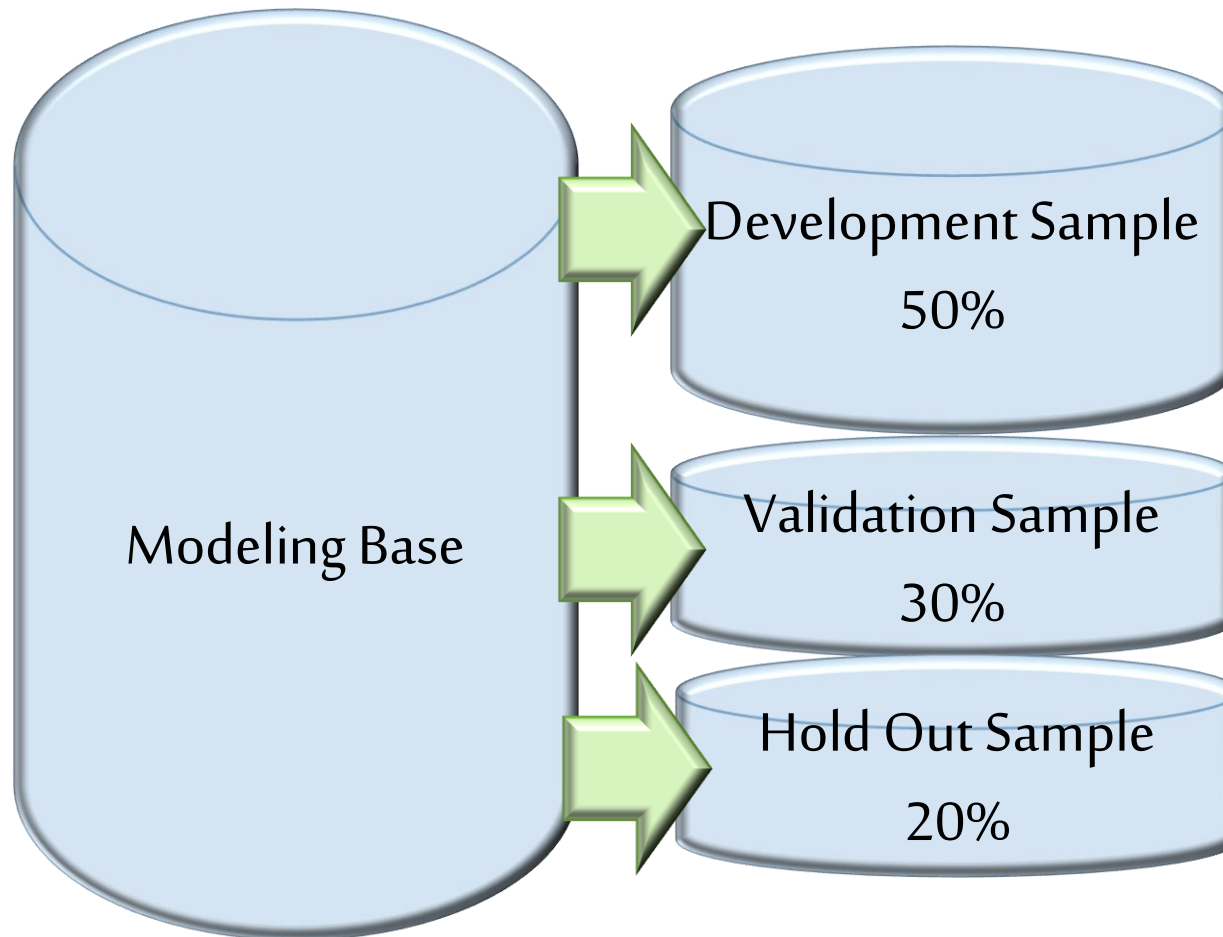 Modeling Base
Development Sample
50%
Validation Sample
30%
Hold Out Sample
20%